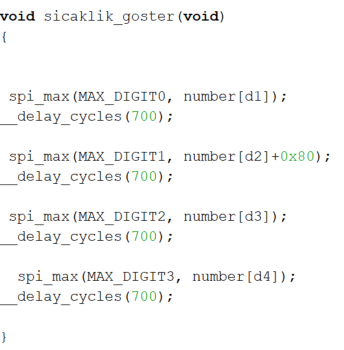 void sicaklik_goster(void)
{
spi_max(MAX_DIGIT0, number[d1]);
__delay_cycles(700);
spi_max(MAX_DIGIT1, number[d2]+0x80);
__delay_cycles(700);
spi_max(MAX_DIGIT2, number[d3]);
__delay_cycles(700);
spi_max(MAX_DIGIT3, number[d4]);
__delay_cycles(700);
}